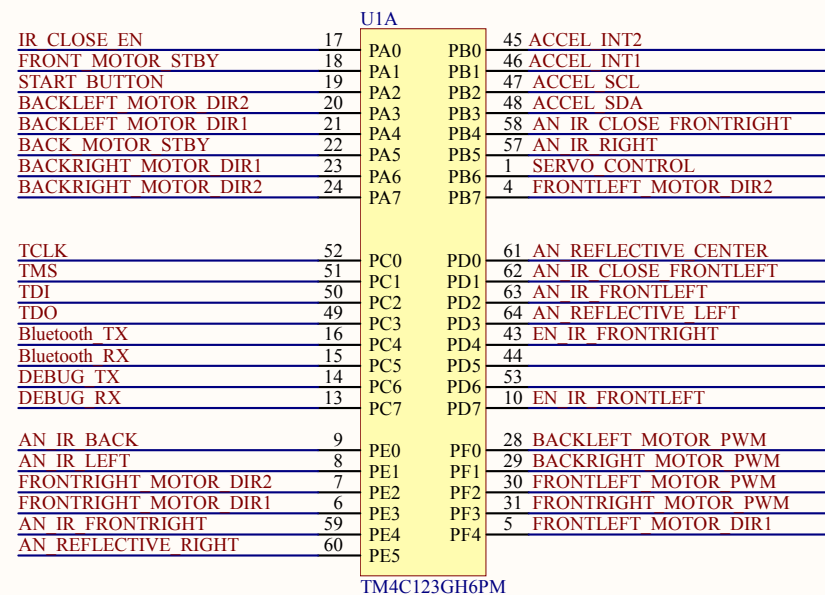 U1A
IR_CLOSE_EN 17 PA0 PB0 45 ACCEL_INT2
FRONT_MOTOR_STBY 18 PA1 PB1 46 ACCEL_INT1
START_BUTTON 19 PA2 PB2 47 ACCEL_SCL
BACKLEFT_MOTOR_DIR2 20 PA3 PB3 48 ACCEL_SDA
BACKLEFT_MOTOR_DIR1 21 PA4 PB4 58 AN_IR_CLOSE_FRONTRIGHT
BACK_MOTOR_STBY 22 PA5 PB5 57 AN_IR_RIGHT
BACKRIGHT_MOTOR_DIR1 23 PA6 PB6 1 SERVO_CONTROL
BACKRIGHT_MOTOR_DIR2 24 PA7 PB7 4 FRONTLEFT_MOTOR_DIR2
TCLK 52 PC0 PD0 61 AN_REFLECTIVE_CENTER
TMS 51 PC1 PD1 62 AN_IR_CLOSE_FRONTLEFT
TDI 50 PC2 PD2 63 AN_IR_FRONTLEFT
TDO 49 PC3 PD3 64 AN_REFLECTIVE_LEFT
Bluetooth_TX 16 PC4 PD4 43 EN_IR_FRONTRIGHT
Bluetooth_RX 15 PC5 PD5 44
DEBUG_TX 14 PC6 PD6 53
DEBUG_RX 13 PC7 PD7 10 EN_IR_FRONTLEFT
AN_IR_BACK 9 PE0 PF0 28 BACKLEFT_MOTOR_PWM
AN_IR_LEFT 8 PE1 PF1 29 BACKRIGHT_MOTOR_PWM
FRONTRIGHT_MOTOR_DIR2 7 PE2 PF2 30 FRONTLEFT_MOTOR_PWM
FRONTRIGHT_MOTOR_DIR1 6 PE3 PF3 31 FRONTRIGHT_MOTOR_PWM
AN_IR_FRONTRIGHT 59 PE4 PF4 5 FRONTLEFT_MOTOR_DIR1
AN_REFLECTIVE_RIGHT 60 PE5
TM4C123GH6PM